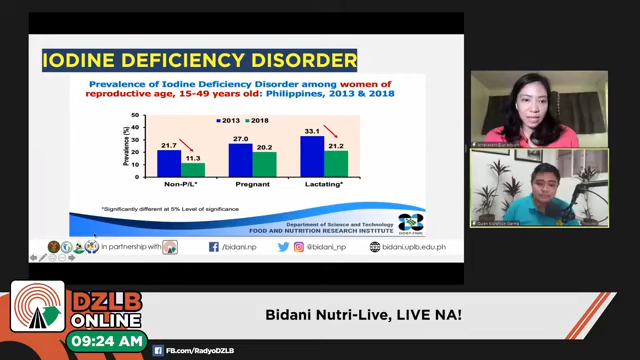 IODINE DEFICIENCY DISORDER
Prevalence of Iodine Deficiency Disorder among women of
reproductive age, 15-49 years old: Philippines, 2013 & 2018
2013 2018
Prevalence (%)
50
40
30
20
10
0
21.7
11.3
27.0
20.2
33.1
21.2
Non-P/L* Pregnant Lactating*
*Significantly different at 5% Level of significance
Department of Science and Technology
FOOD AND NUTRITION RESEARCH INSTITUTE
DOST-FNRI
in partnership with
/bidani.np @bidani_np bidani.uplb.edu.ph
DZLB
ONLINE
09:24 AM
Bidani Nutri-Live, LIVE NA!
FB.com/RadyoDZLB